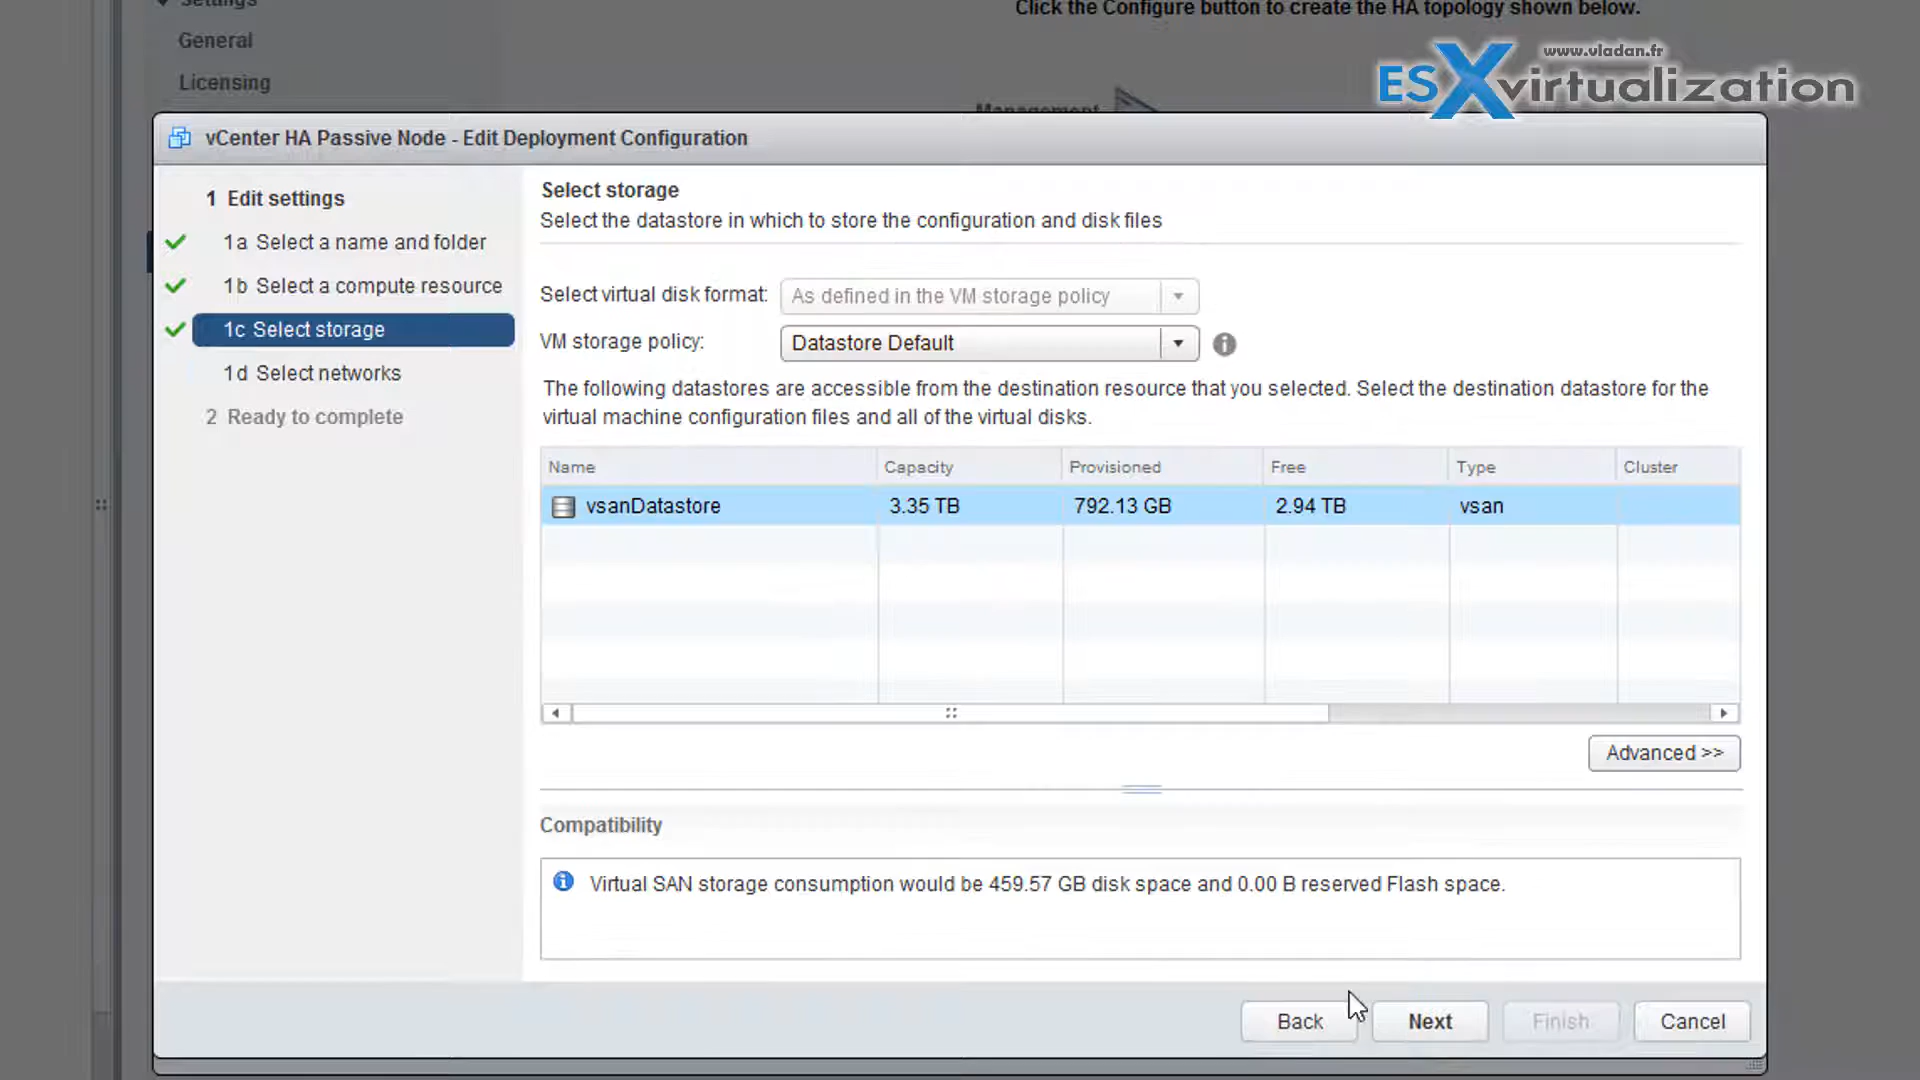 Settings
Click the Configure button to create the HA topology shown below.
General
Licensing
Management
www.vladan.fr
ESXvirtualization
vCenter HA Passive Node - Edit Deployment Configuration
1 Edit settings
1a Select a name and folder
1b Select a compute resource
1c Select storage
1d Select networks
2 Ready to complete
Select storage
Select the datastore in which to store the configuration and disk files
Select virtual disk format: As defined in the VM storage policy
VM storage policy: Datastore Default
The following datastores are accessible from the destination resource that you selected. Select the destination datastore for the
virtual machine configuration files and all of the virtual disks.
Name Capacity Provisioned Free Type Cluster
vsanDatastore 3.35 TB 792.13 GB 2.94 TB vsan
Advanced >>
Compatibility
Virtual SAN storage consumption would be 459.57 GB disk space and 0.00 B reserved Flash space.
Back Next Finish Cancel